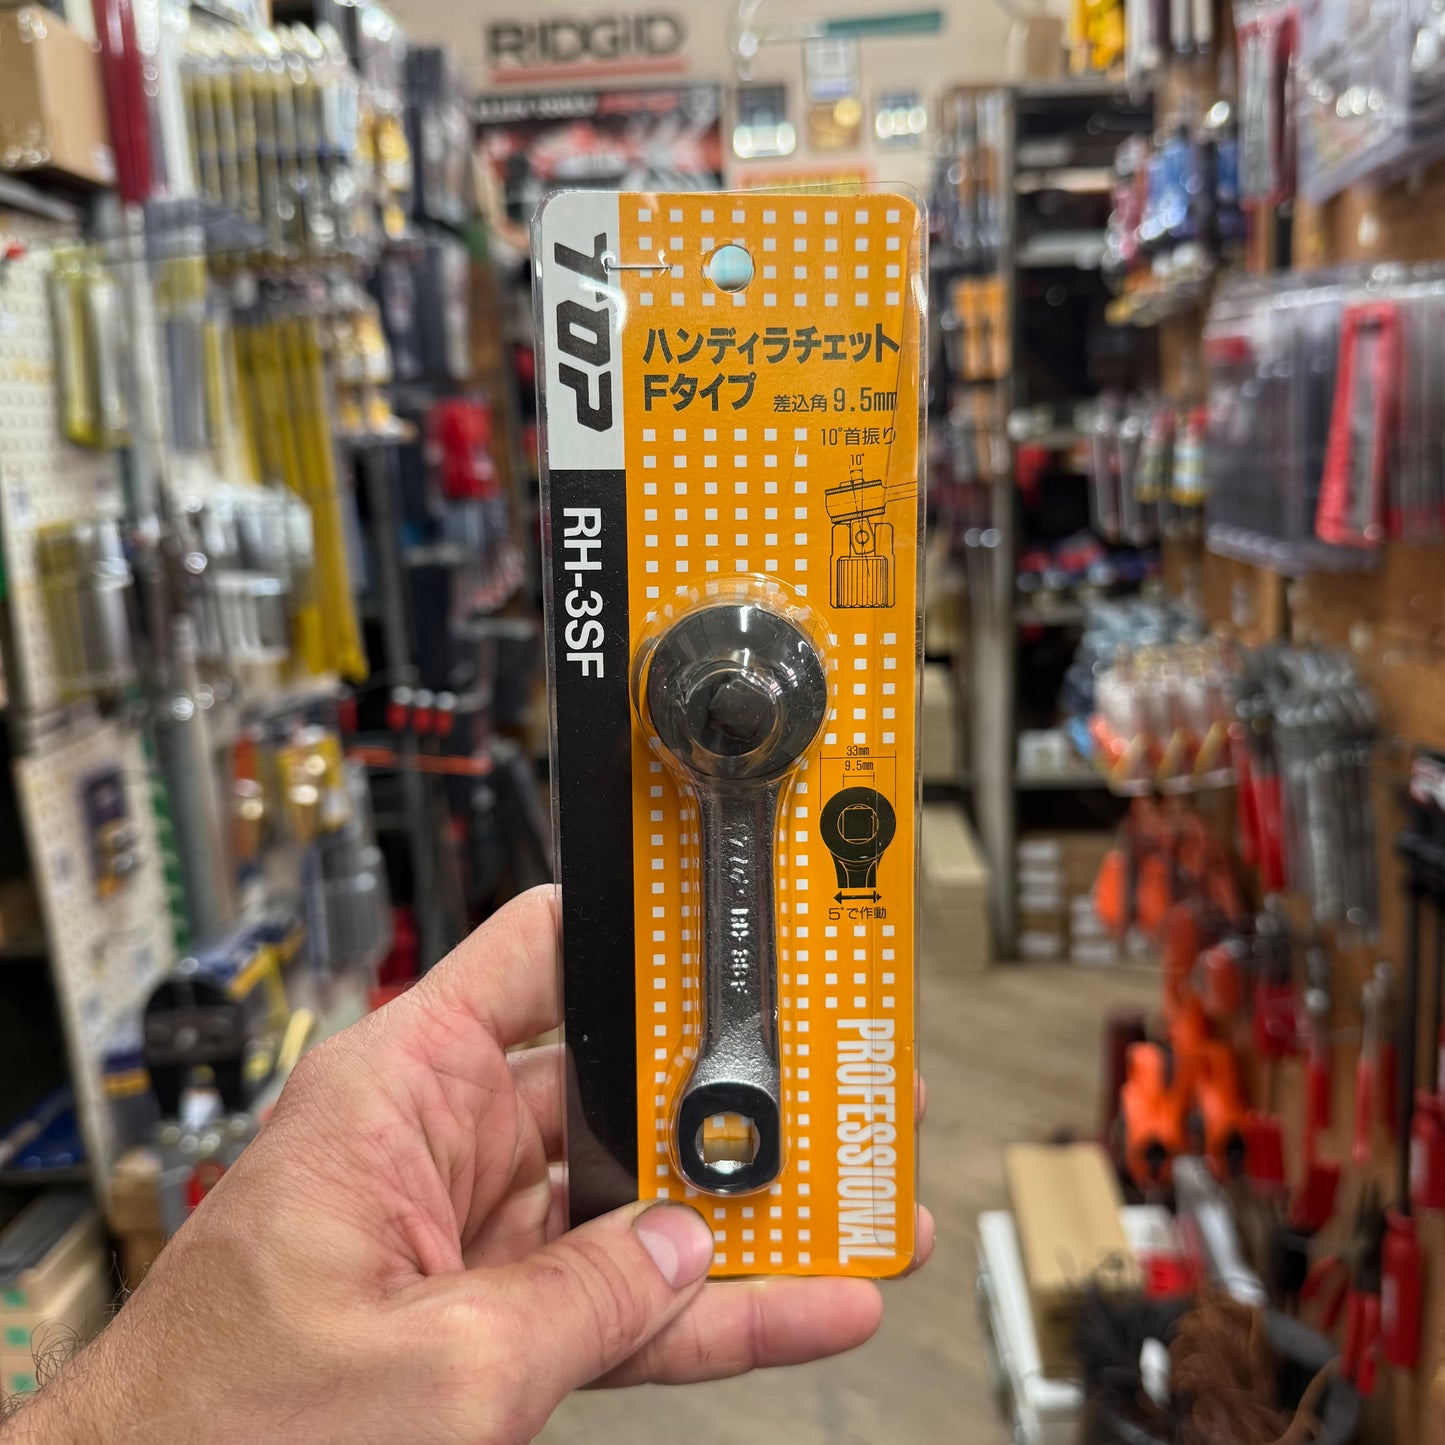 RIDGID
TOP
ハンディラチェット
Fタイプ 差込角 9.5mm
10°首振り
10°
RH-3SF
33mm
9.5mm
5°で作動
PROFESSIONAL